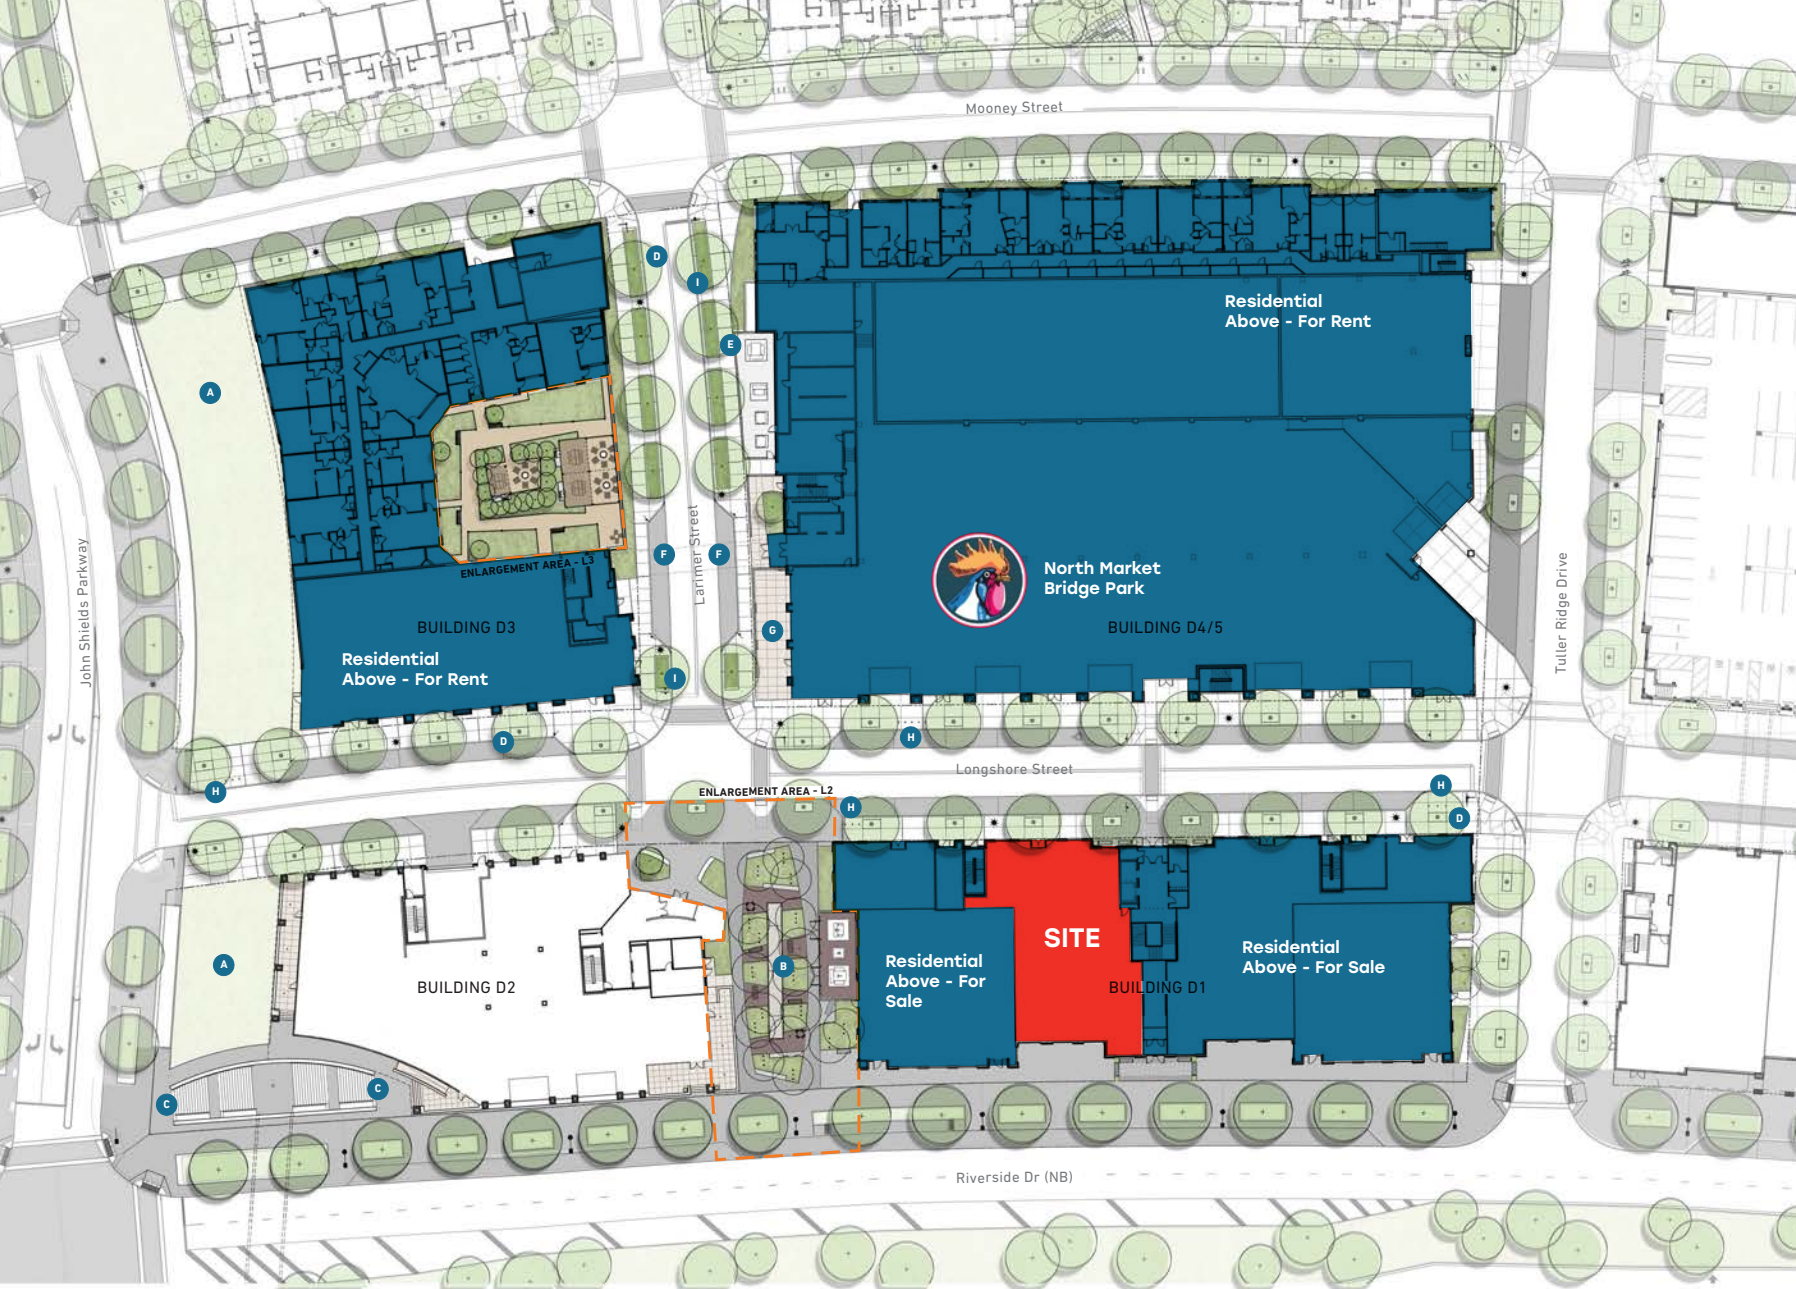 Mooney Street
D
I
Residential
Above - For Rent
E
A
John Shields Parkway
Larimer Street
F
F
ENLARGEMENT AREA - L3
North Market
Bridge Park
Tuller Ridge Drive
BUILDING D3
G
BUILDING D4/5
Residential
Above - For Rent
I
D
H
Longshore Street
H
ENLARGEMENT AREA - L2
H
H
D
SITE
A
B
Residential
Above - For
Sale
Residential
Above - For Sale
BUILDING D2
BUILDING D1
C
C
Riverside Dr (NB)